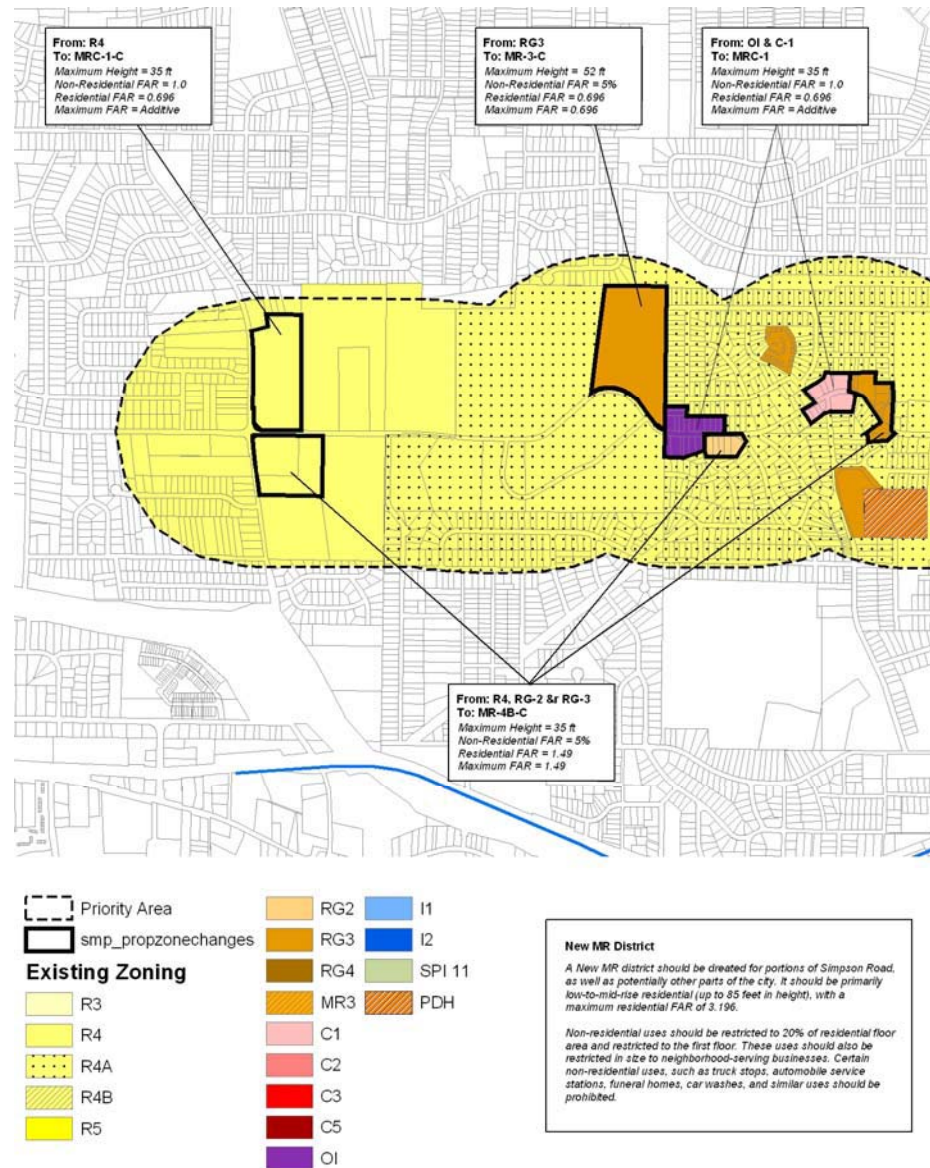 From: R4
To: MRC-1-C
Maximum Height = 35 ft
Non-Residential FAR = 1.0
Residential FAR = 0.696
Maximum FAR = Additive
From: RG3
To: MR-3-C
Maximum Height = 52 ft
Non-Residential FAR = 5%
Residential FAR = 0.696
Maximum FAR = 0.696
From: OI & C-1
To: MRC-1
Maximum Height = 35 ft
Non-Residential FAR = 1.0
Residential FAR = 0.696
Maximum FAR = Additive
From: R4, RG-2 &r RG-3
To: MR-4B-C
Maximum Height = 35 ft
Non-Residential FAR = 5%
Residential FAR = 1.49
Maximum FAR = 1.49
Priority Area
smp_propzonechanges
Existing Zoning
R3
R4
R4A
R4B
R5
RG2
RG3
RG4
MR3
C1
C2
C3
C5
OI
I1
I2
SPI 11
PDH
New MR District
A New MR district should be dreated for portions of Simpson Road,
as well as potentially other parts of the city. It should be primarily
low-to-mid-rise residential (up to 85 feet in height), with a
maximum residential FAR of 3.196.
Non-residential uses should be restricted to 20% of residential floor
area and restricted to the first floor. These uses should also be
restricted in size to neighborhood-serving businesses. Certain
non-residential uses, such as truck stops, automobile service
stations, funeral homes, car washes, and similar uses should be
prohibited.